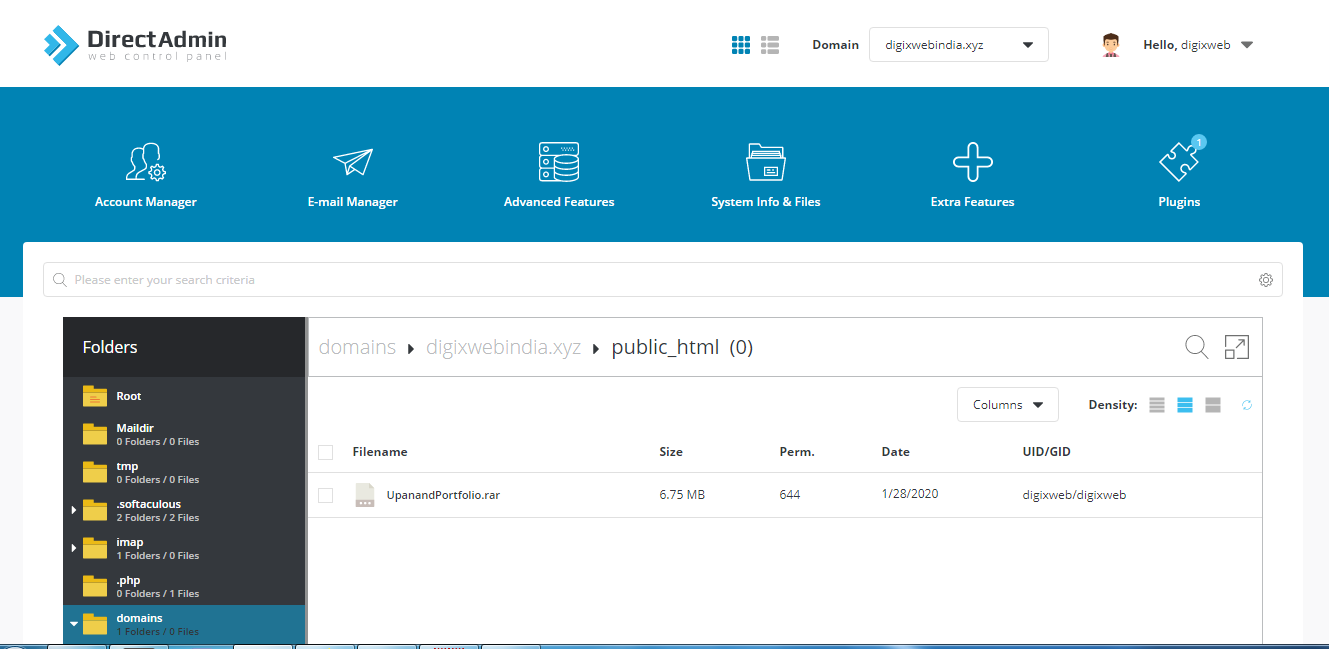 DirectAdmin
web control panel
Domain
digixwebindia.xyz
Hello, digixweb
1
Account Manager
E-mail Manager
Advanced Features
System Info & Files
Extra Features
Plugins
Please enter your search criteria
Folders
domains
digixwebindia.xyz
public_html (0)
Root
Maildir
0 Folders / 0 Files
tmp
0 Folders / 0 Files
.softaculous
2 Folders / 2 Files
imap
1 Folders / 0 Files
.php
0 Folders / 1 Files
domains
1 Folders / 0 Files
Columns
Density:
Filename
Size
Perm.
Date
UID/GID
UpanandPortfolio.rar
6.75 MB
644
1/28/2020
digixweb/digixweb